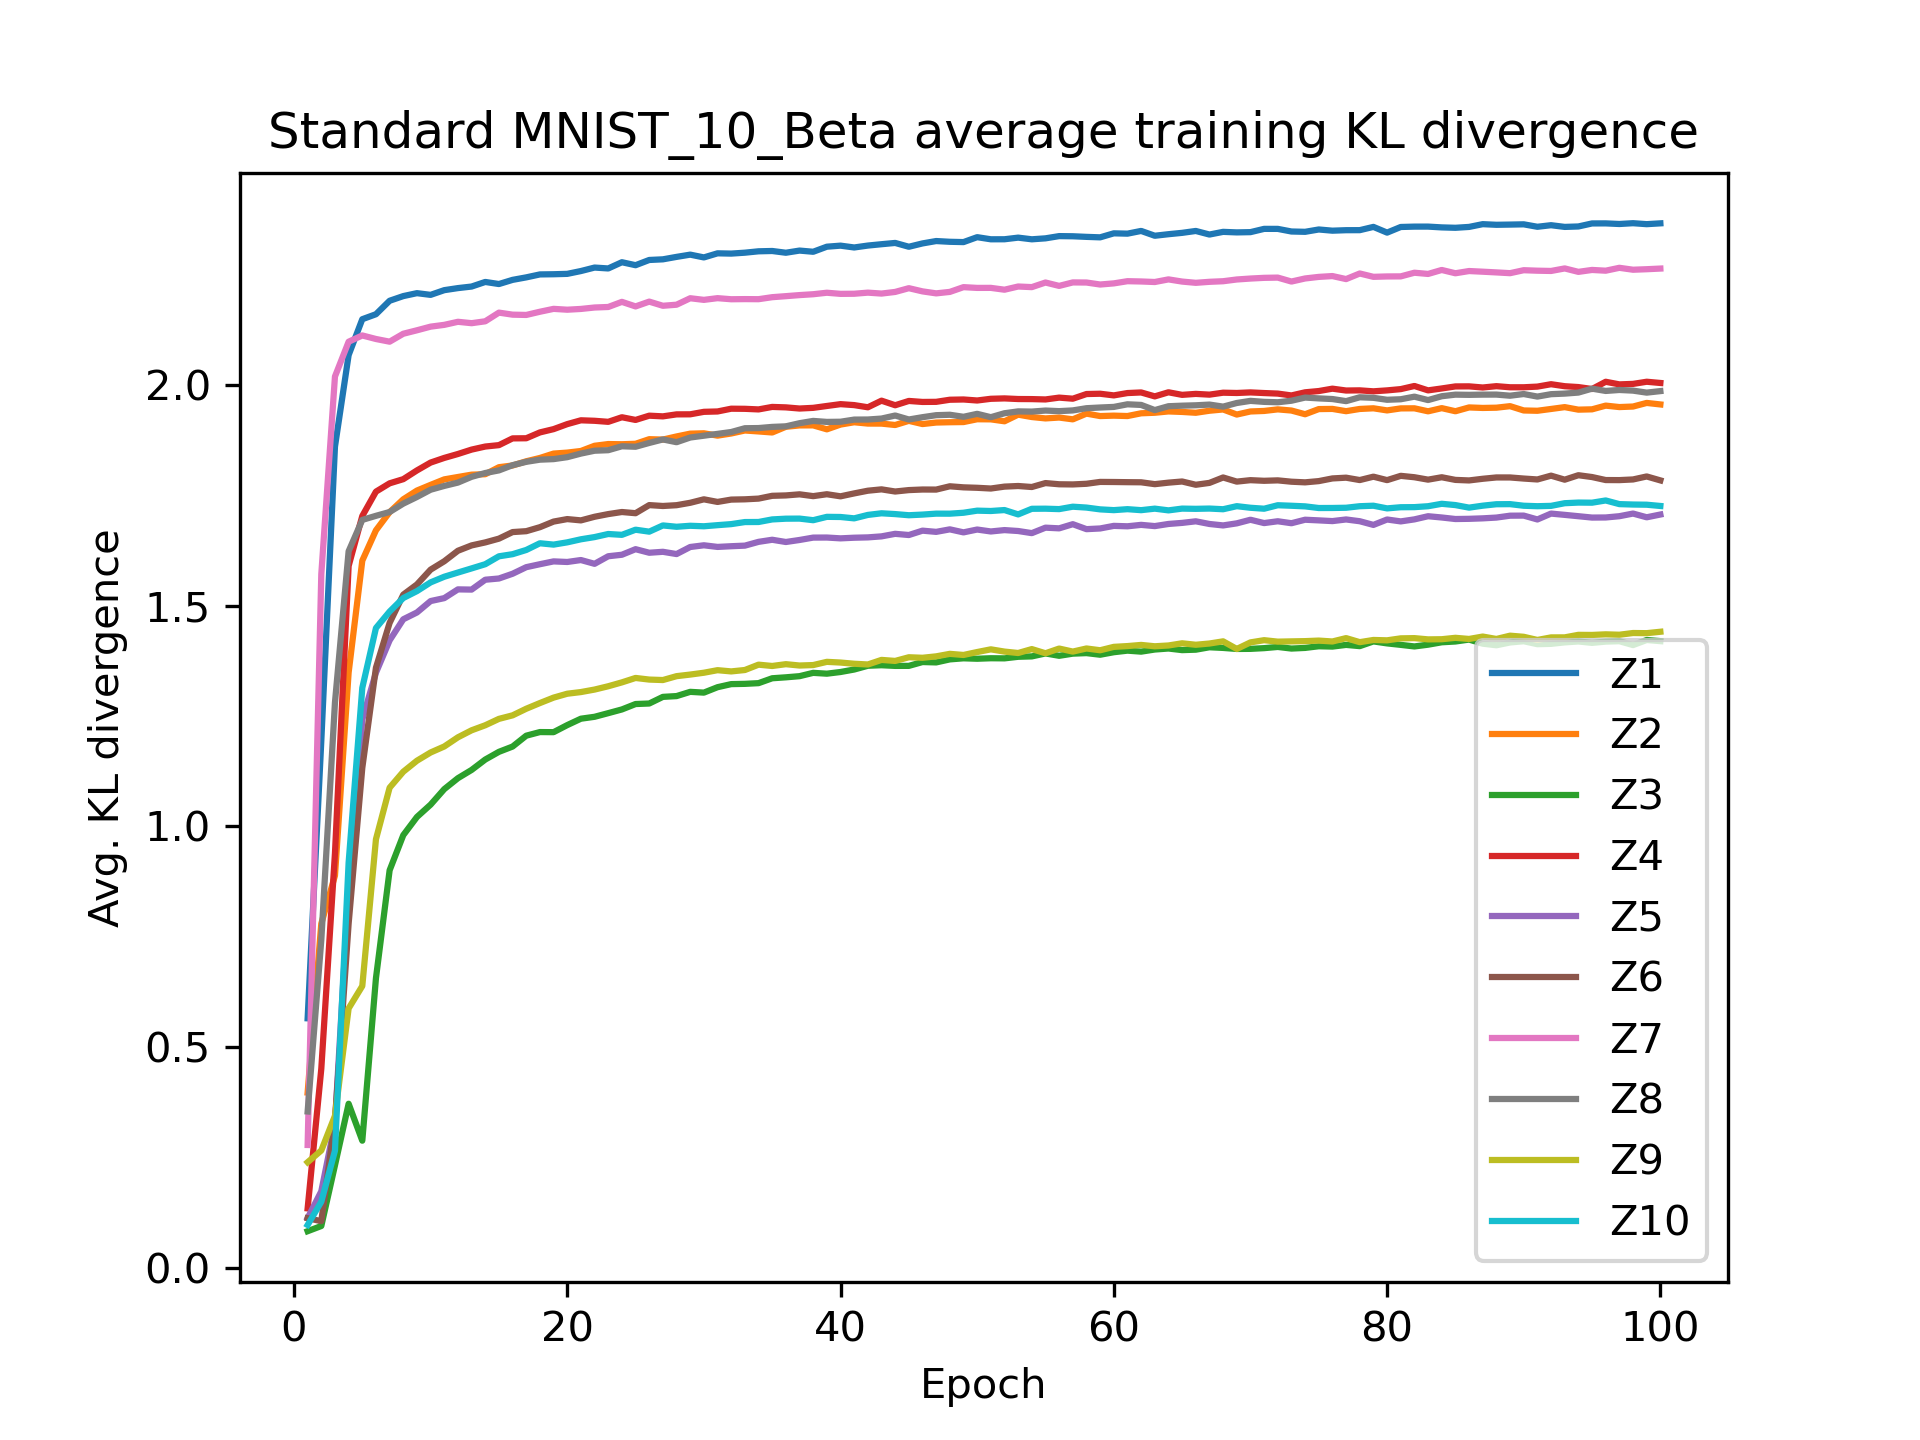 Standard MNIST_10_Beta average training KL divergence
Avg. KL divergence
2.0
1.5
1.0
0.5
0.0
0 20 40 60 80 100
Epoch
Z1
Z2
Z3
Z4
Z5
Z6
Z7
Z8
Z9
Z10